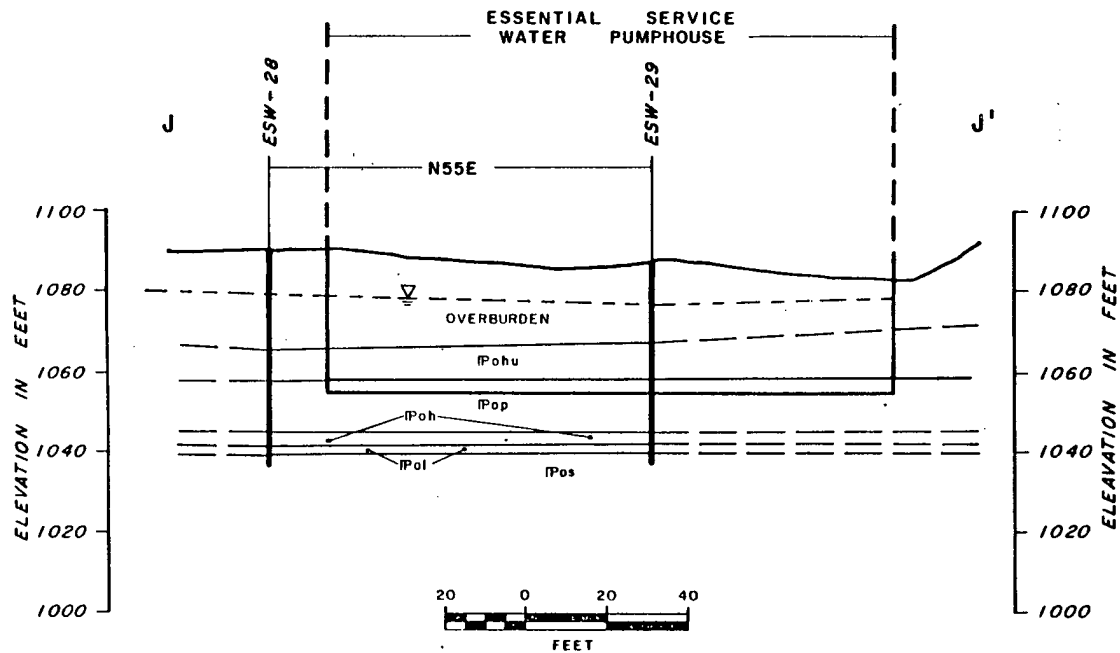 ESSENTIAL SERVICE
WATER PUMPHOUSE
J
ESW-28
ESW-29
J'
N55E
1100
1080
1060
1040
1020
1000
ELEVATION IN EEET
OVERBURDEN
ℙohu
ℙop
ℙoh
ℙol
ℙos
1100
1080
1060
1040
1020
1000
ELEAVATION IN FEET
20 0 20 40
FEET